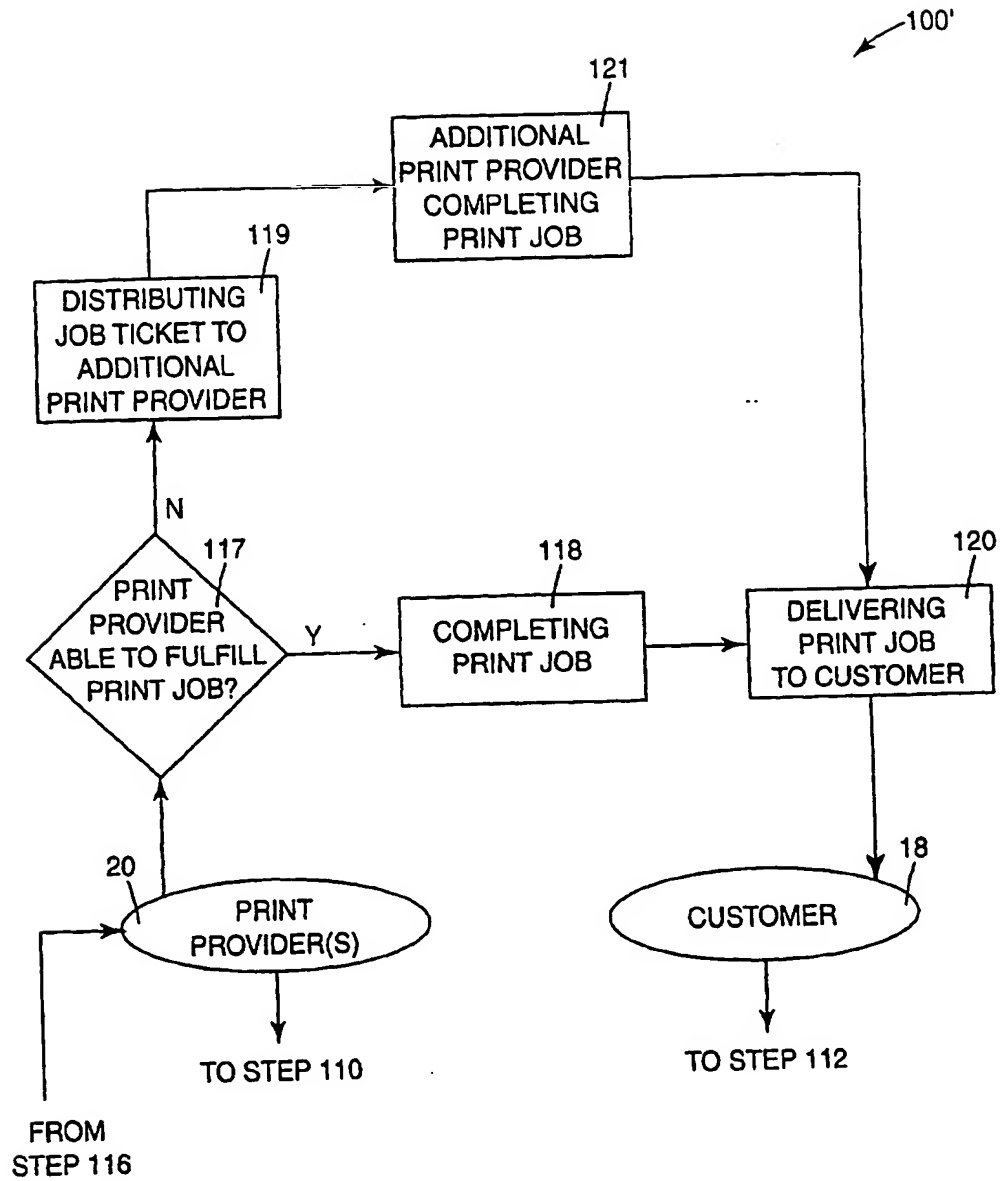 100'
121
ADDITIONAL
PRINT PROVIDER
COMPLETING
PRINT JOB
119
DISTRIBUTING
JOB TICKET TO
ADDITIONAL
PRINT PROVIDER
N
117
PRINT
PROVIDER
ABLE TO FULFILL
PRINT JOB?
Y
118
COMPLETING
PRINT JOB
120
DELIVERING
PRINT JOB
TO CUSTOMER
20
PRINT
PROVIDER(S)
18
CUSTOMER
TO STEP 110
TO STEP 112
FROM
STEP 116